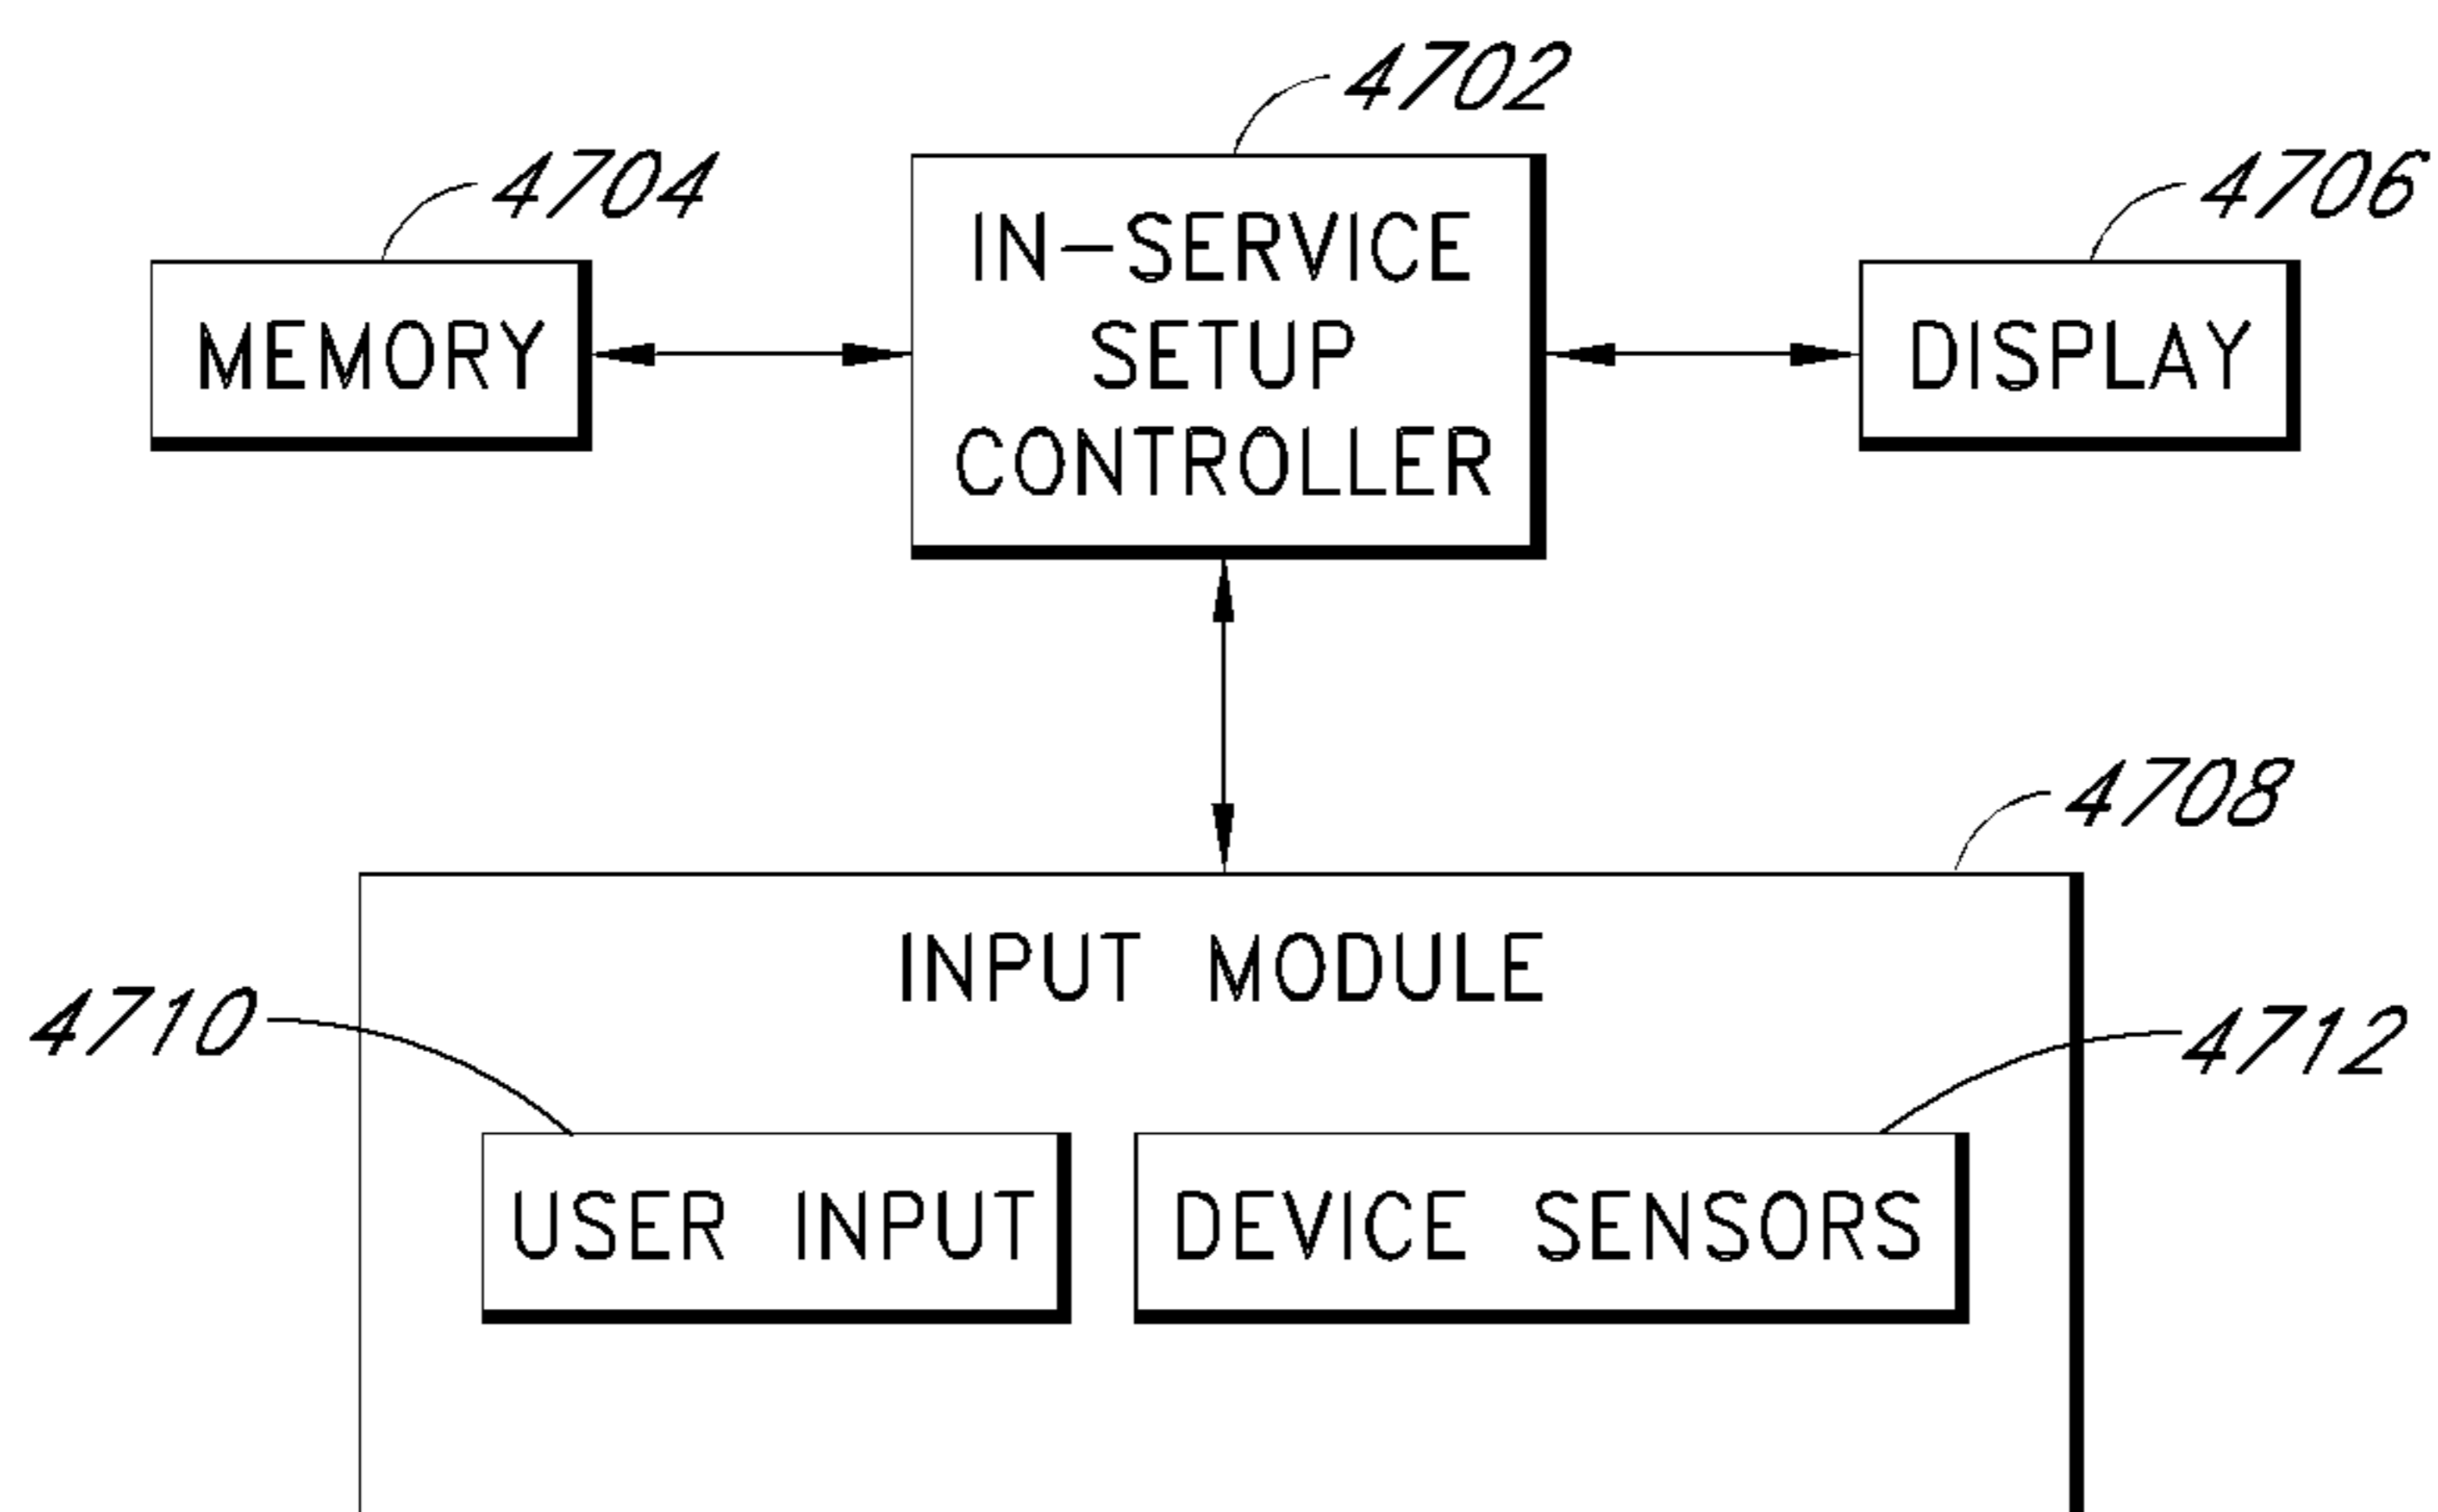 4702
4704
4706
IN-SERVICE
SETUP
CONTROLLER
MEMORY
DISPLAY
4708
INPUT MODULE
4710
4712
USER INPUT
DEVICE SENSORS